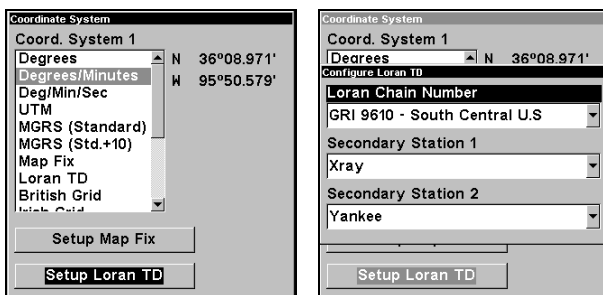 Coordinate System
Coord. System 1
Degrees
N 36º08.971'
Degrees/Minutes
W 95º50.579'
Deg/Min/Sec
UTM
MGRS (Standard)
MGRS (Std.+10)
Map Fix
Loran TD
British Grid
Irish Grid
Setup Map Fix
Setup Loran TD
Coordinate System
Coord. System 1
Degrees
N 36º08.971'
Configure Loran TD
Loran Chain Number
GRI 9610 - South Central U.S
Secondary Station 1
Xray
Secondary Station 2
Yankee
Setup Loran TD